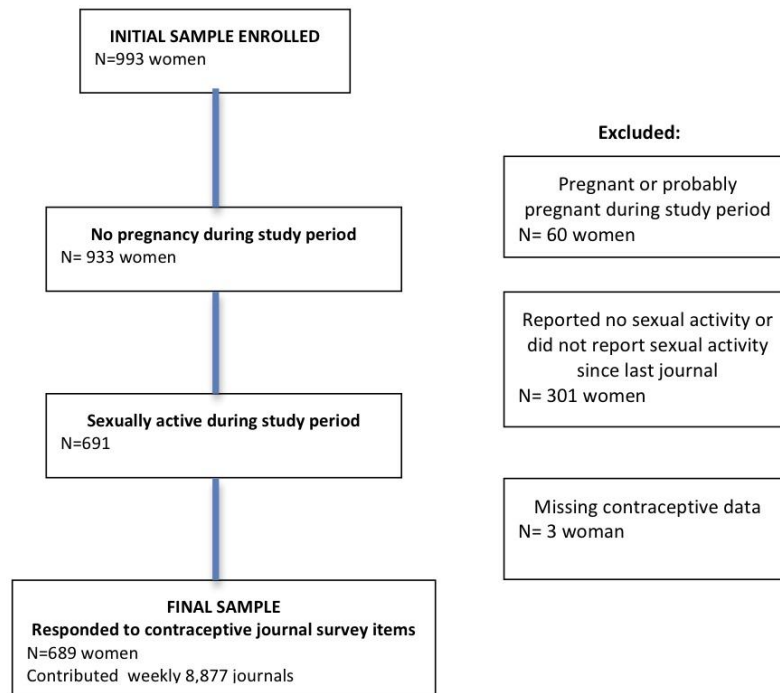 INITIAL SAMPLE ENROLLED
N=993 women
No pregnancy during study period
N= 933 women
Sexually active during study period
N=691
FINAL SAMPLE
Responded to contraceptive journal survey items
N=689 women
Contributed  weekly 8,877 journals
Excluded:
Pregnant or probably
pregnant during study period
N= 60 women
Reported no sexual activity or
did not report sexual activity
since last journal
N= 301 women
Missing contraceptive data
N= 3 woman